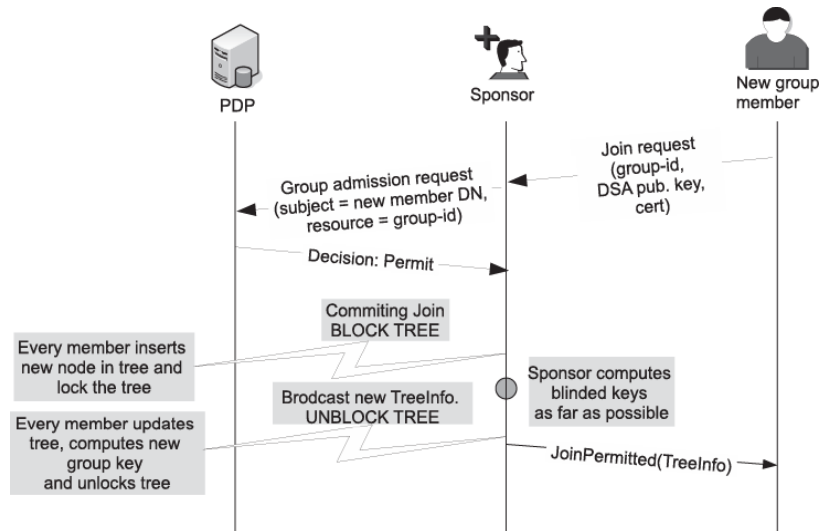 PDP
Sponsor
New group
member
Join request
(group-id,
DSA pub. key,
cert)
Group admission request
(subject = new member DN,
resource = group-id)
Decision: Permit
Commiting Join
BLOCK TREE
Every member inserts
new node in tree and
lock the tree
Sponsor computes
blinded keys
as far as possible
Brodcast new TreeInfo.
UNBLOCK TREE
Every member updates
tree, computes new
group key
and unlocks tree
JoinPermitted(TreeInfo)